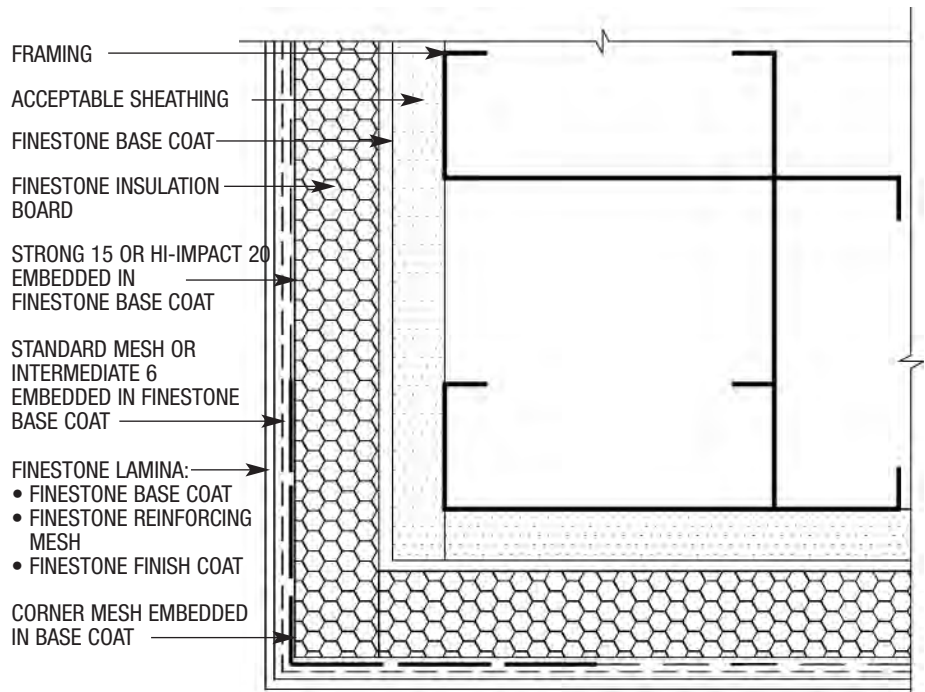 FRAMING
ACCEPTABLE SHEATHING
FINESTONE BASE COAT
FINESTONE INSULATION
BOARD
STRONG 15 OR HI-IMPACT 20
EMBEDDED IN
FINESTONE BASE COAT
STANDARD MESH OR
INTERMEDIATE 6
EMBEDDED IN FINESTONE
BASE COAT
FINESTONE LAMINA:
• FINESTONE BASE COAT
• FINESTONE REINFORCING
MESH
• FINESTONE FINISH COAT
CORNER MESH EMBEDDED
IN BASE COAT